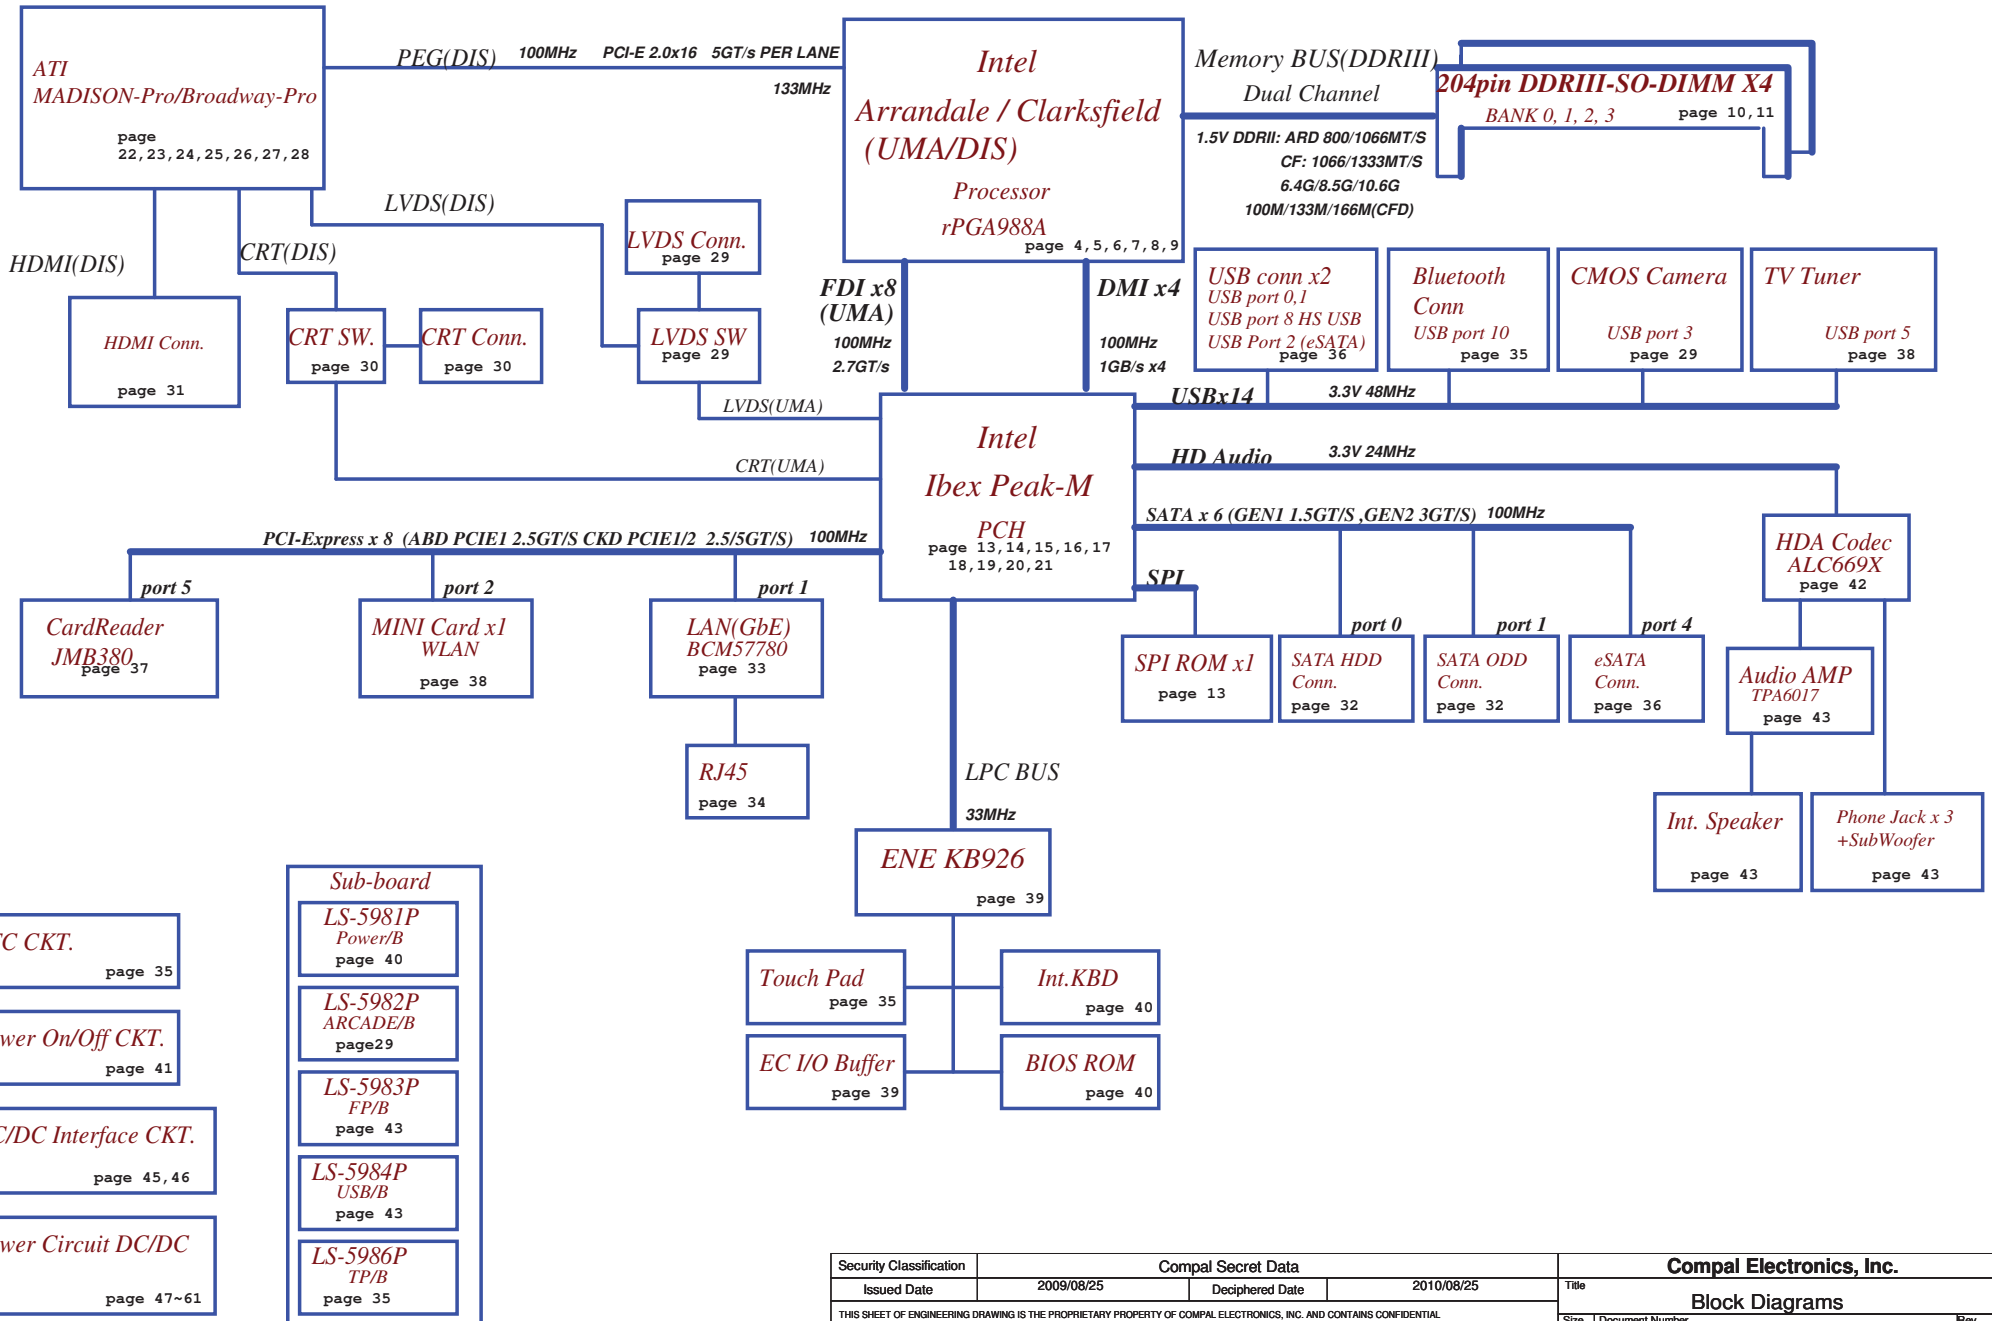 ATI
MADISON-Pro/Broadway-Pro
page
22,23,24,25,26,27,28
PEG(DIS)
100MHz
PCI-E 2.0x16
5GT/s PER LANE
133MHz
Intel
Arrandale / Clarksfield
(UMA/DIS)
Processor
rPGA988A
page 4,5,6,7,8,9
Memory BUS(DDRIII)
Dual Channel
1.5V DDRII: ARD 800/1066MT/S
CF: 1066/1333MT/S
6.4G/8.5G/10.6G
100M/133M/166M(CFD)
204pin DDRIII-SO-DIMM X4
BANK 0, 1, 2, 3
page 10,11
HDMI(DIS)
CRT(DIS)
LVDS(DIS)
LVDS Conn.
page 29
HDMI Conn.
page 31
CRT SW.
page 30
CRT Conn.
page 30
LVDS SW
page 29
FDI x8
(UMA)
100MHz
2.7GT/s
DMI x4
100MHz
1GB/s x4
USB conn x2
USB port 0,1
USB port 8 HS USB
USB Port 2 (eSATA)
page 36
Bluetooth
Conn
USB port 10
page 35
CMOS Camera
USB port 3
page 29
TV Tuner
USB port 5
page 38
LVDS(UMA)
CRT(UMA)
USBx14
3.3V 48MHz
HD Audio
3.3V 24MHz
Intel
Ibex Peak-M
PCH
page 13,14,15,16,17
18,19,20,21
SATA x 6 (GEN1 1.5GT/S ,GEN2 3GT/S)
100MHz
SPI
PCI-Express x 8 (ABD PCIE1 2.5GT/S CKD PCIE1/2 2.5/5GT/S)
100MHz
port 5
CardReader
JMB380
page 37
port 2
MINI Card x1
WLAN
page 38
port 1
LAN(GbE)
BCM57780
page 33
RJ45
page 34
SPI ROM x1
page 13
port 0
SATA HDD
Conn.
page 32
port 1
SATA ODD
Conn.
page 32
port 4
eSATA
Conn.
page 36
HDA Codec
ALC669X
page 42
Audio AMP
TPA6017
page 43
Int. Speaker
page 43
Phone Jack x 3
+SubWoofer
page 43
LPC BUS
33MHz
ENE KB926
page 39
Touch Pad
page 35
Int.KBD
page 40
EC I/O Buffer
page 39
BIOS ROM
page 40
C CKT.
page 35
wer On/Off CKT.
page 41
C/DC Interface CKT.
page 45,46
wer Circuit DC/DC
page 47~61
Sub-board
LS-5981P
Power/B
page 40
LS-5982P
ARCADE/B
page29
LS-5983P
FP/B
page 43
LS-5984P
USB/B
page 43
LS-5986P
TP/B
page 35
Security Classification
Compal Secret Data
Issued Date
2009/08/25
Deciphered Date
2010/08/25
THIS SHEET OF ENGINEERING DRAWING IS THE PROPRIETARY PROPERTY OF COMPAL ELECTRONICS, INC. AND CONTAINS CONFIDENTIAL
Compal Electronics, Inc.
Title
Block Diagrams
Size
Document Number
Rev